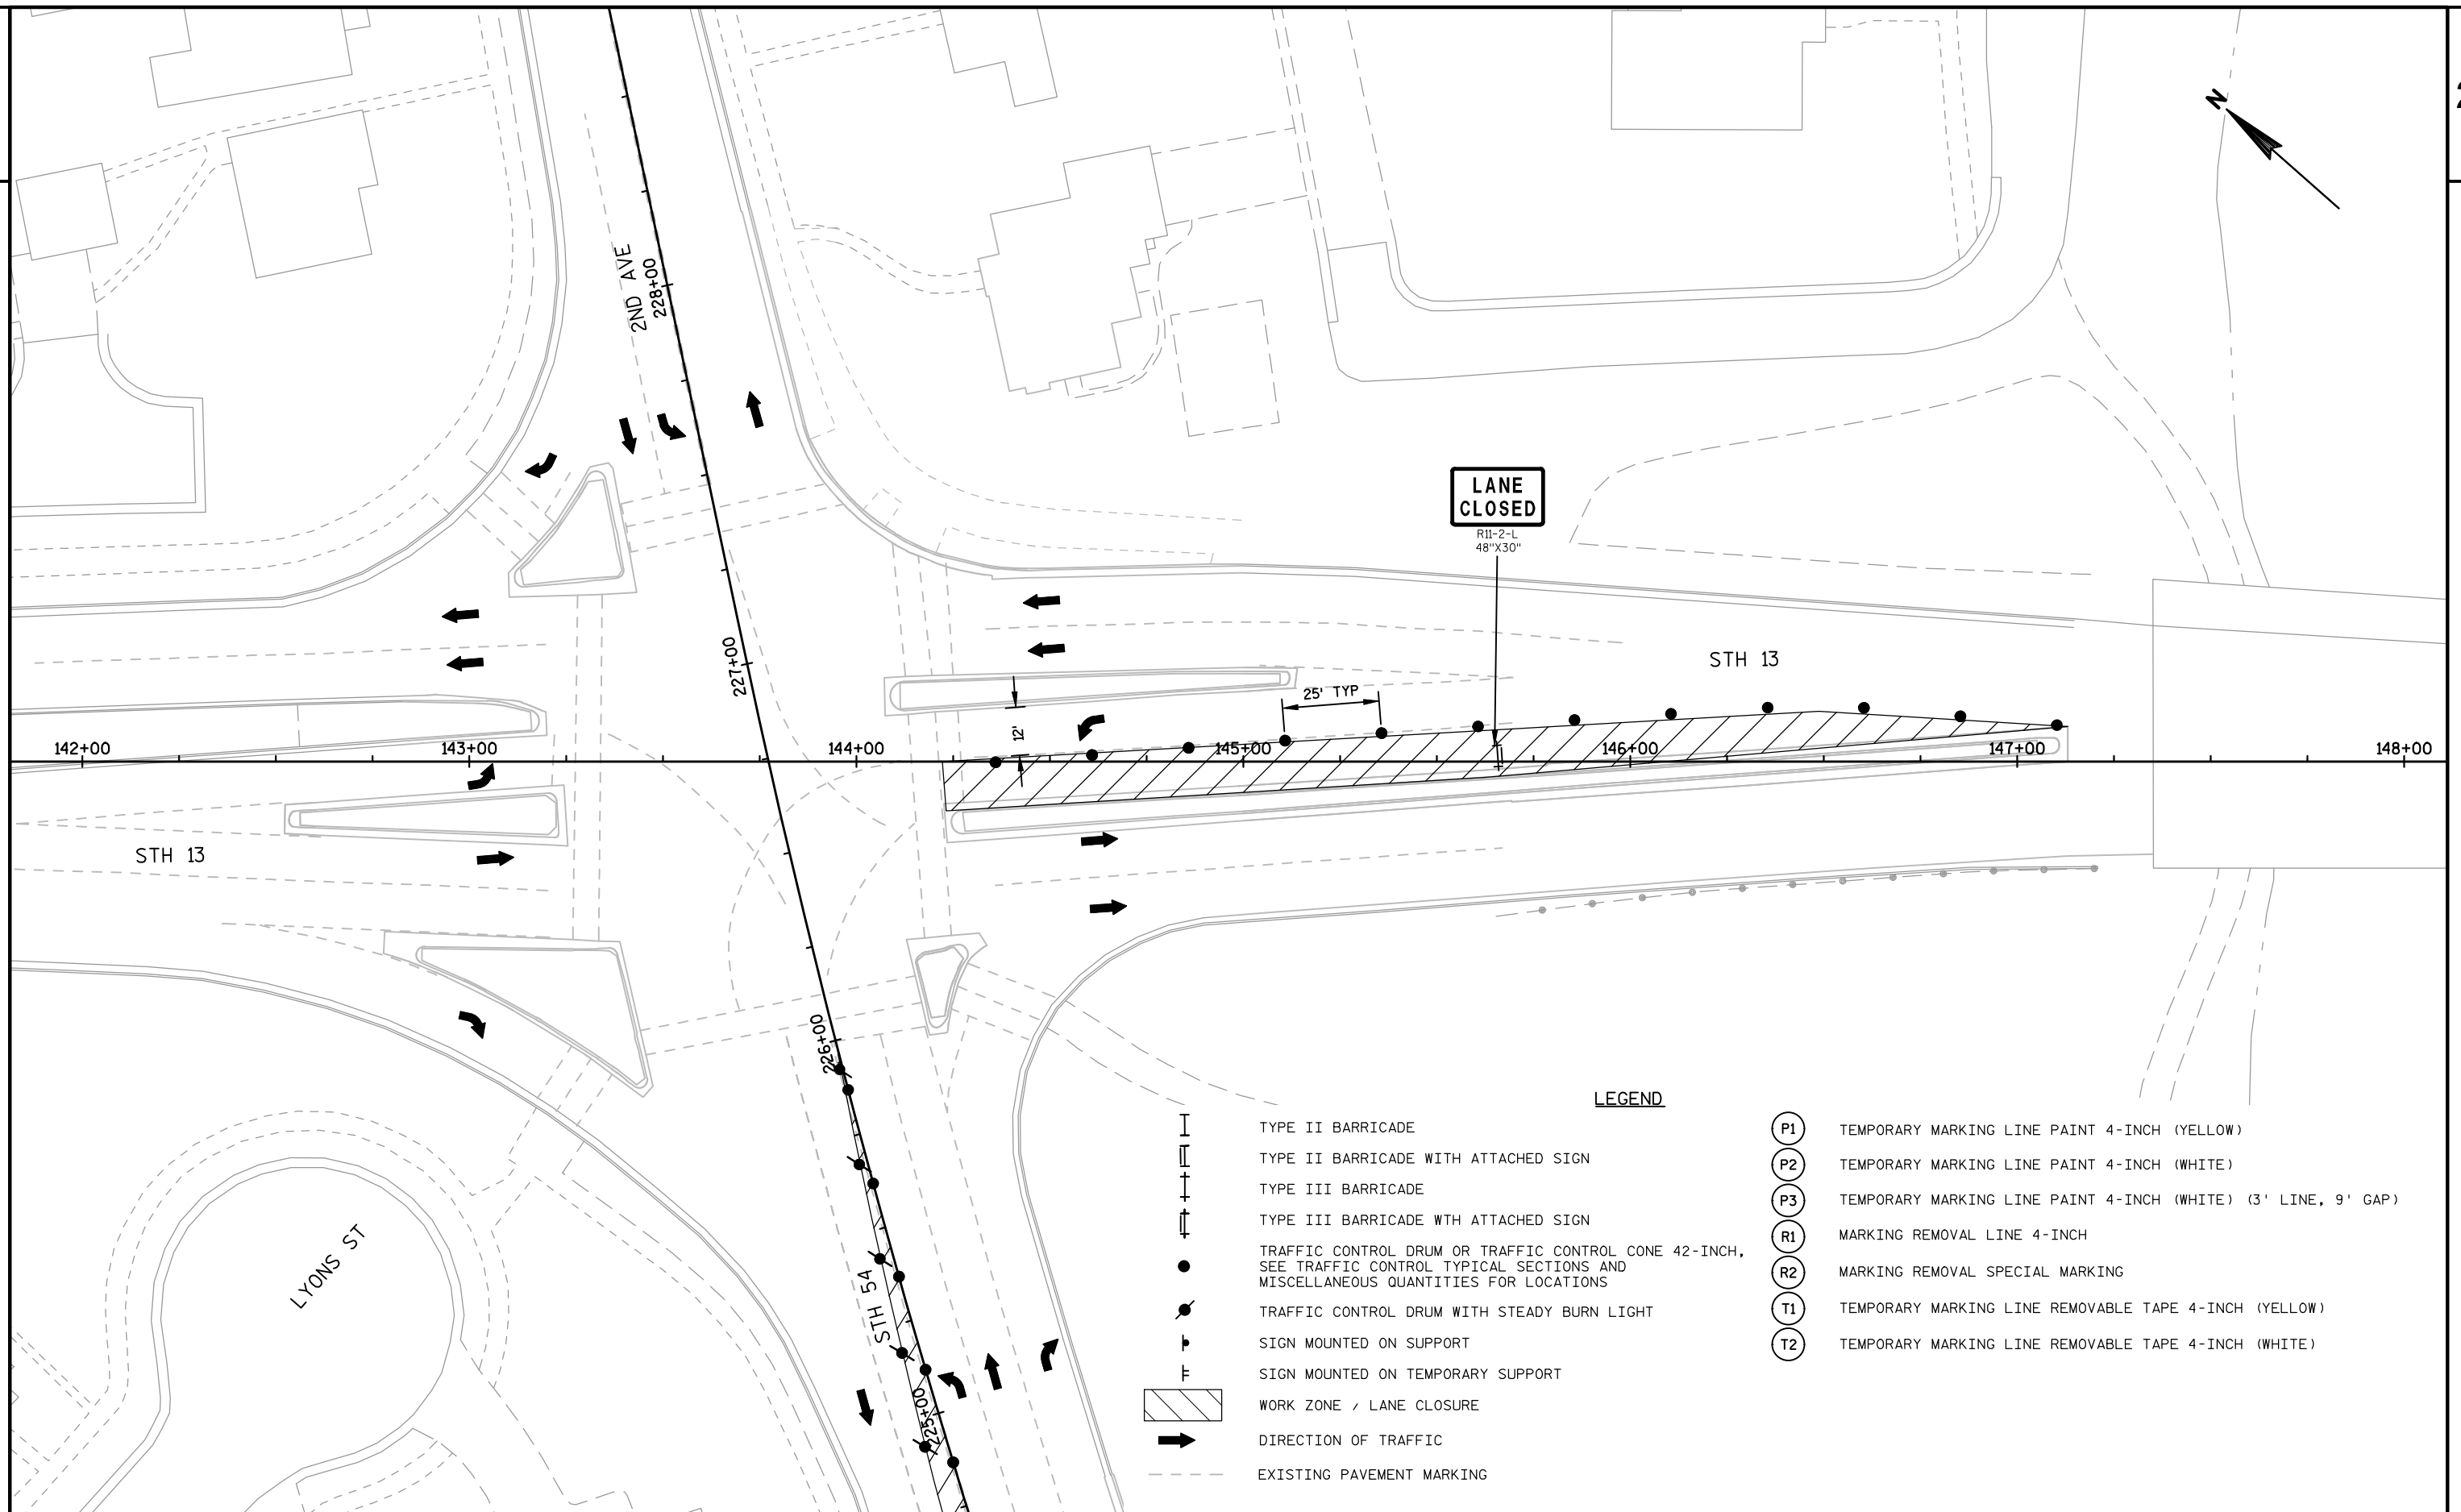 N
2ND AVE
228+00
LANE
CLOSED
R11-2-L
48"X30"
227+00
STH 13
25' TYP
12'
142+00
143+00
144+00
145+00
146+00
147+00
148+00
STH 13
226+00
STH 54
225+00
LYONS ST
LEGEND
TYPE II BARRICADE
TYPE II BARRICADE WITH ATTACHED SIGN
TYPE III BARRICADE
TYPE III BARRICADE WTH ATTACHED SIGN
TRAFFIC CONTROL DRUM OR TRAFFIC CONTROL CONE 42-INCH,
SEE TRAFFIC CONTROL TYPICAL SECTIONS AND
MISCELLANEOUS QUANTITIES FOR LOCATIONS
TRAFFIC CONTROL DRUM WITH STEADY BURN LIGHT
SIGN MOUNTED ON SUPPORT
SIGN MOUNTED ON TEMPORARY SUPPORT
WORK ZONE / LANE CLOSURE
DIRECTION OF TRAFFIC
EXISTING PAVEMENT MARKING
P1 TEMPORARY MARKING LINE PAINT 4-INCH (YELLOW)
P2 TEMPORARY MARKING LINE PAINT 4-INCH (WHITE)
P3 TEMPORARY MARKING LINE PAINT 4-INCH (WHITE) (3' LINE, 9' GAP)
R1 MARKING REMOVAL LINE 4-INCH
R2 MARKING REMOVAL SPECIAL MARKING
T1 TEMPORARY MARKING LINE REMOVABLE TAPE 4-INCH (YELLOW)
T2 TEMPORARY MARKING LINE REMOVABLE TAPE 4-INCH (WHITE)